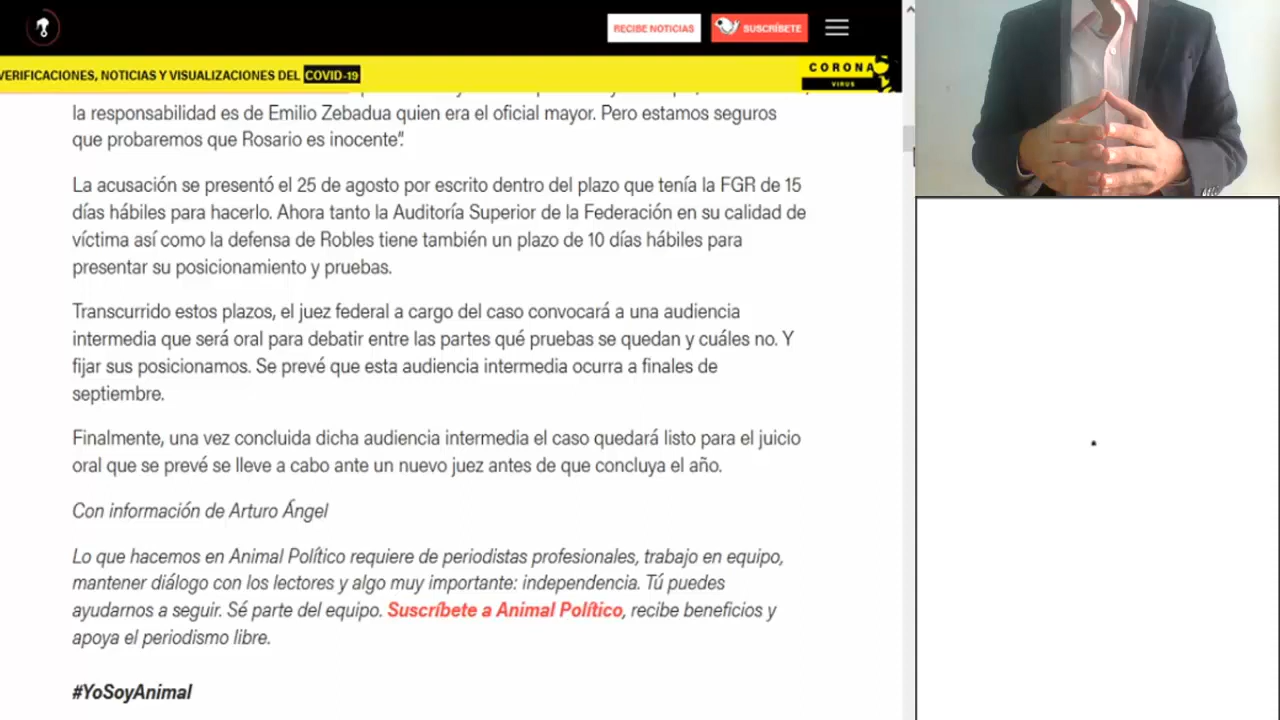 RECIBE NOTICIAS
SUSCRÍBETE
VERIFICACIONES, NOTICIAS Y VISUALIZACIONES DEL COVID-19
CORONA
VIRUS
la responsabilidad es de Emilio Zebadua quien era el oficial mayor. Pero estamos seguros
que probaremos que Rosario es inocente”.
La acusación se presentó el 25 de agosto por escrito dentro del plazo que tenía la FGR de 15
días hábiles para hacerlo. Ahora tanto la Auditoría Superior de la Federación en su calidad de
víctima así como la defensa de Robles tiene también un plazo de 10 días hábiles para
presentar su posicionamiento y pruebas.
Transcurrido estos plazos, el juez federal a cargo del caso convocará a una audiencia
intermedia que será oral para debatir entre las partes qué pruebas se quedan y cuáles no. Y
fijar sus posicionamos. Se prevé que esta audiencia intermedia ocurra a finales de
septiembre.
Finalmente, una vez concluida dicha audiencia intermedia el caso quedará listo para el juicio
oral que se prevé se lleve a cabo ante un nuevo juez antes de que concluya el año.
Con información de Arturo Ángel
Lo que hacemos en Animal Político requiere de periodistas profesionales, trabajo en equipo,
mantener diálogo con los lectores y algo muy importante: independencia. Tú puedes
ayudarnos a seguir. Sé parte del equipo. Suscríbete a Animal Político, recibe beneficios y
apoya el periodismo libre.
#YoSoyAnimal